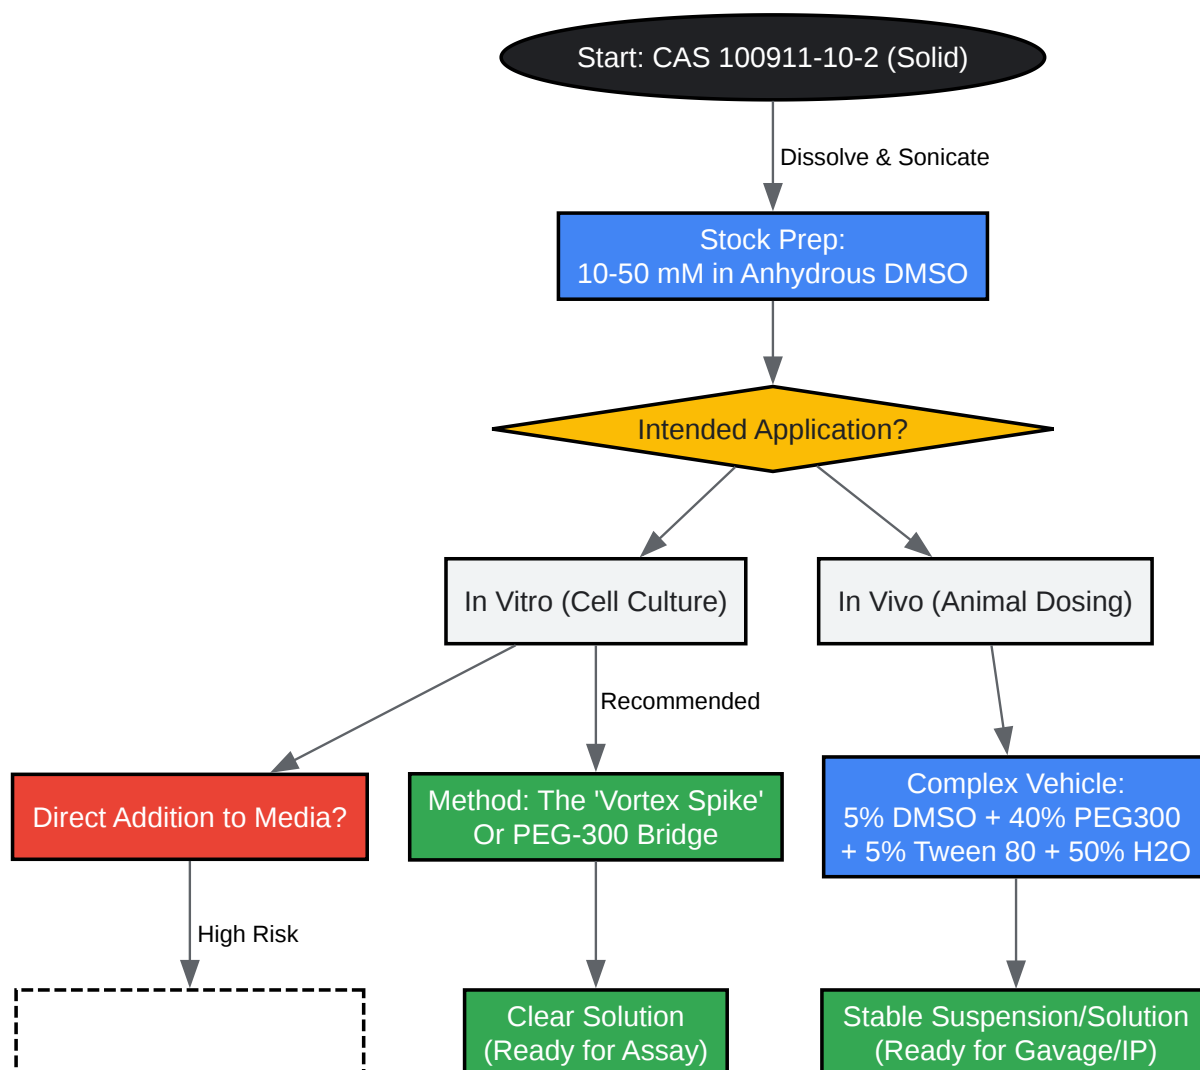 Start: CAS 100911-10-2 (Solid)
Dissolve & Sonicate
Stock Prep:
10-50 mM in Anhydrous DMSO
Intended Application?
In Vitro (Cell Culture)
In Vivo (Animal Dosing)
Recommended
Direct Addition to Media?
Method: The 'Vortex Spike'
Or PEG-300 Bridge
Complex Vehicle:
5% DMSO + 40% PEG300
+ 5% Tween 80 + 50% H2O
High Risk
Clear Solution
(Ready for Assay)
Stable Suspension/Solution
(Ready for Gavage/IP)